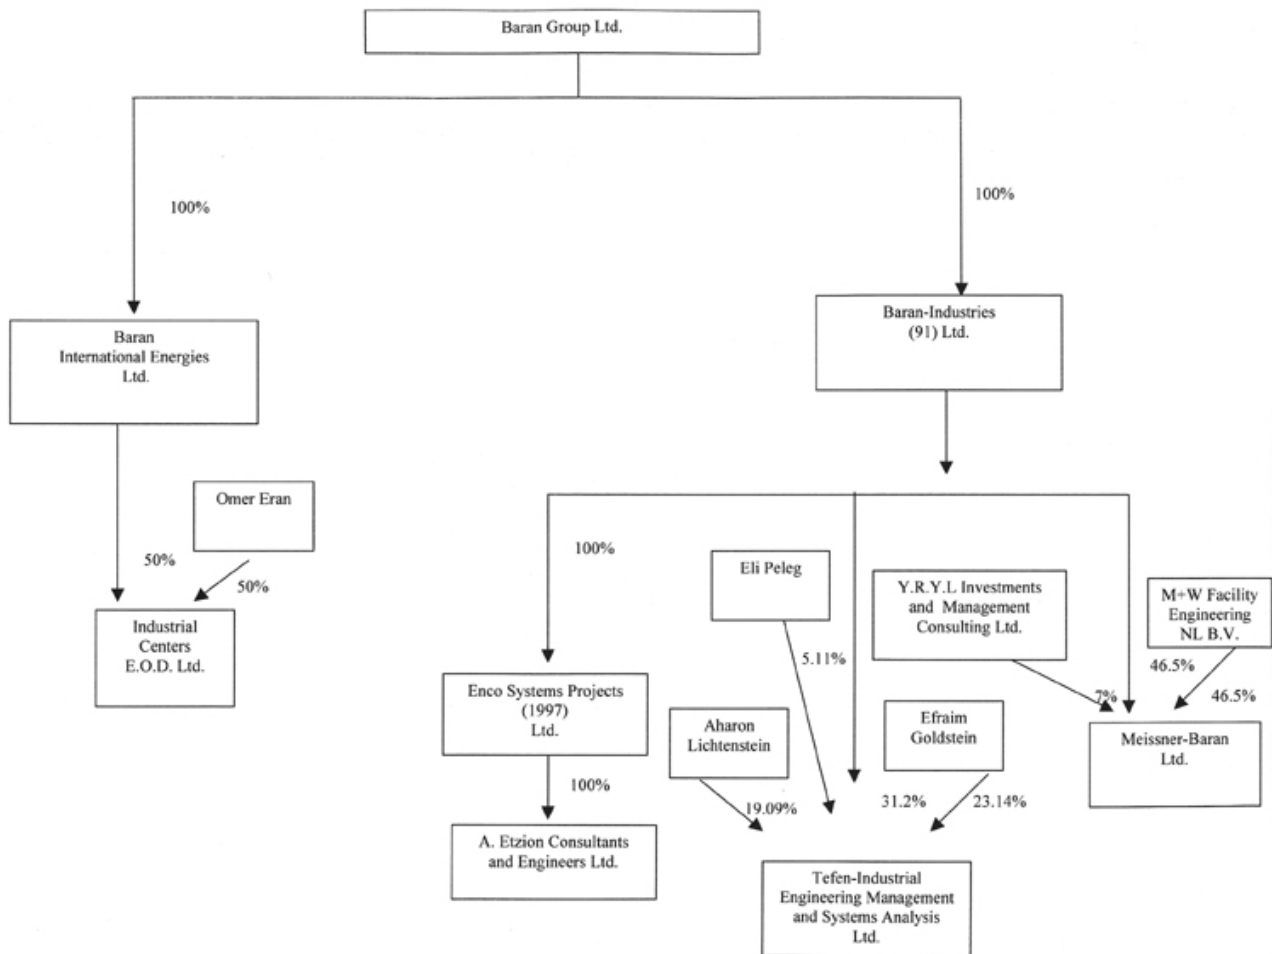 Baran Group Ltd.
100%
100%
Baran-Industries
(91) Ltd.
Baran
International Energies
Ltd.
Omer Eran
50%
50%
Industrial
Centers
E.O.D. Ltd.
100%
Eli Peleg
5.11%
Y.R.Y.L Investments
and Management
Consulting Ltd.
M+W Facility
Engineering
NL B.V.
46.5%
7%
46.5%
Enco Systems Projects
(1997)
Ltd.
Aharon
Lichtenstein
Efraim
Goldstein
Meissner-Baran
Ltd.
100%
19.09%
31.2%
23.14%
A. Etzion Consultants
and Engineers Ltd.
Tefen-Industrial
Engineering Management
and Systems Analysis
Ltd.